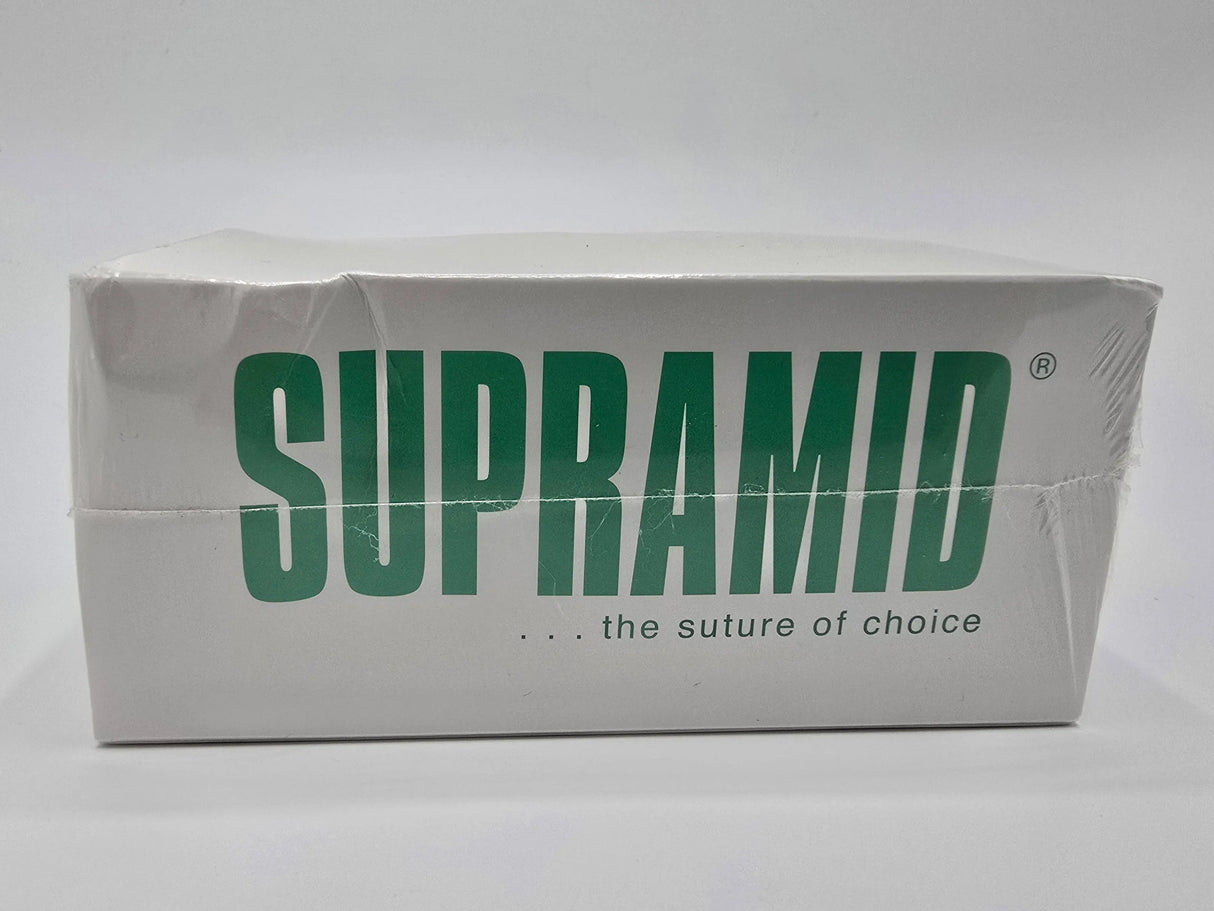 SUPRAMID ®
. . . the suture of choice